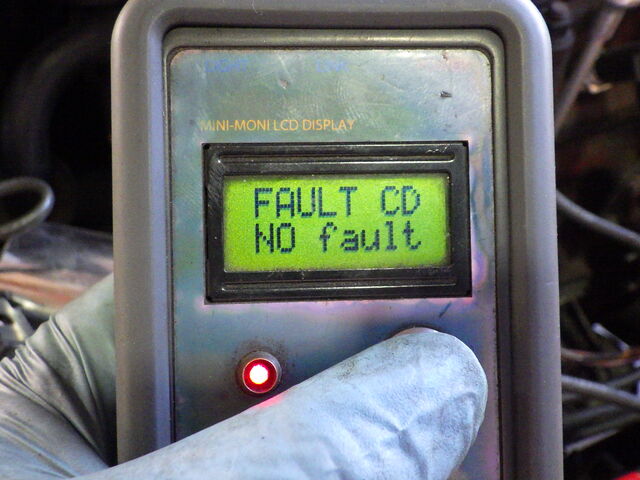 MINI-MONI LCD DISPLAY
FAULT CD
NO fault